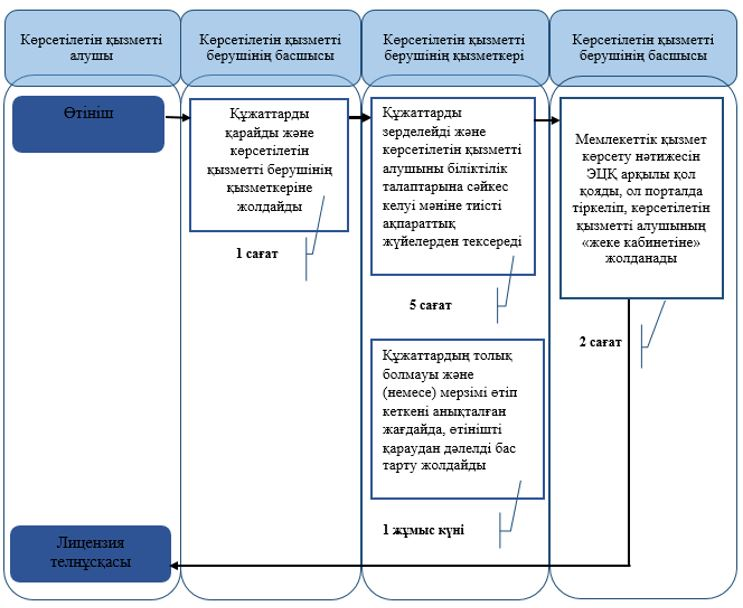 Көрсетілетін қызметті
алушы
Көрсетілетін қызметті
берушінің басшысы
Көрсетілетін қызметті
берушінің қызметкері
Көрсетілетін қызметті
берушінің басшысы
Өтініш
Құжаттарды
қарайды және
көрсетілетін
қызметті берушінің
қызметкеріне
жолдайды
1 сағат
Құжаттарды
зерделейді және
көрсетілетін қызметті
алушыны біліктілік
талаптарына сәйкес
келуі мәніне тиісті
ақпараттық
жүйелерден тексереді
5 сағат
Құжаттардың толық
болмауы және
(немесе) мерзімі өтіп
кеткені анықталған
жағдайда, өтінішті
қараудан дәлелді бас
тарту жолдайды
1 жұмыс күні
Мемлекеттік қызмет
көрсету нәтижесін
ЭЦҚ арқылы қол
қояды, ол порталда
тіркеліп, көрсетілетін
қызметті алушының
«жеке кабинетіне»
жолданады
2 сағат
Лицензия
телнұсқасы